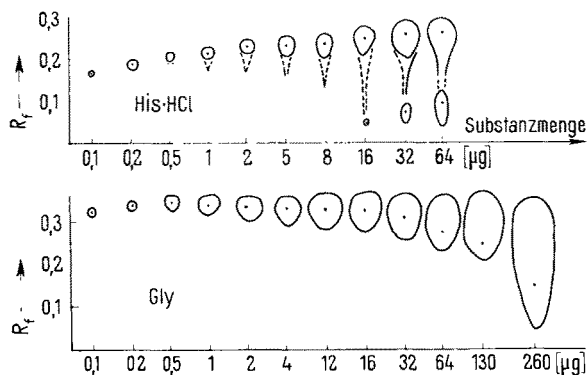 0,3
0,2
0,1
R_f
His·HCl
Substanzmenge
0,1 0,2 0,5 1 2 5 8 16 32 64 [µg]
0,3
0,2
0,1
R_f
Gly
0,1 0,2 0,5 1 2 4 12 16 32 64 130 260 [µg]